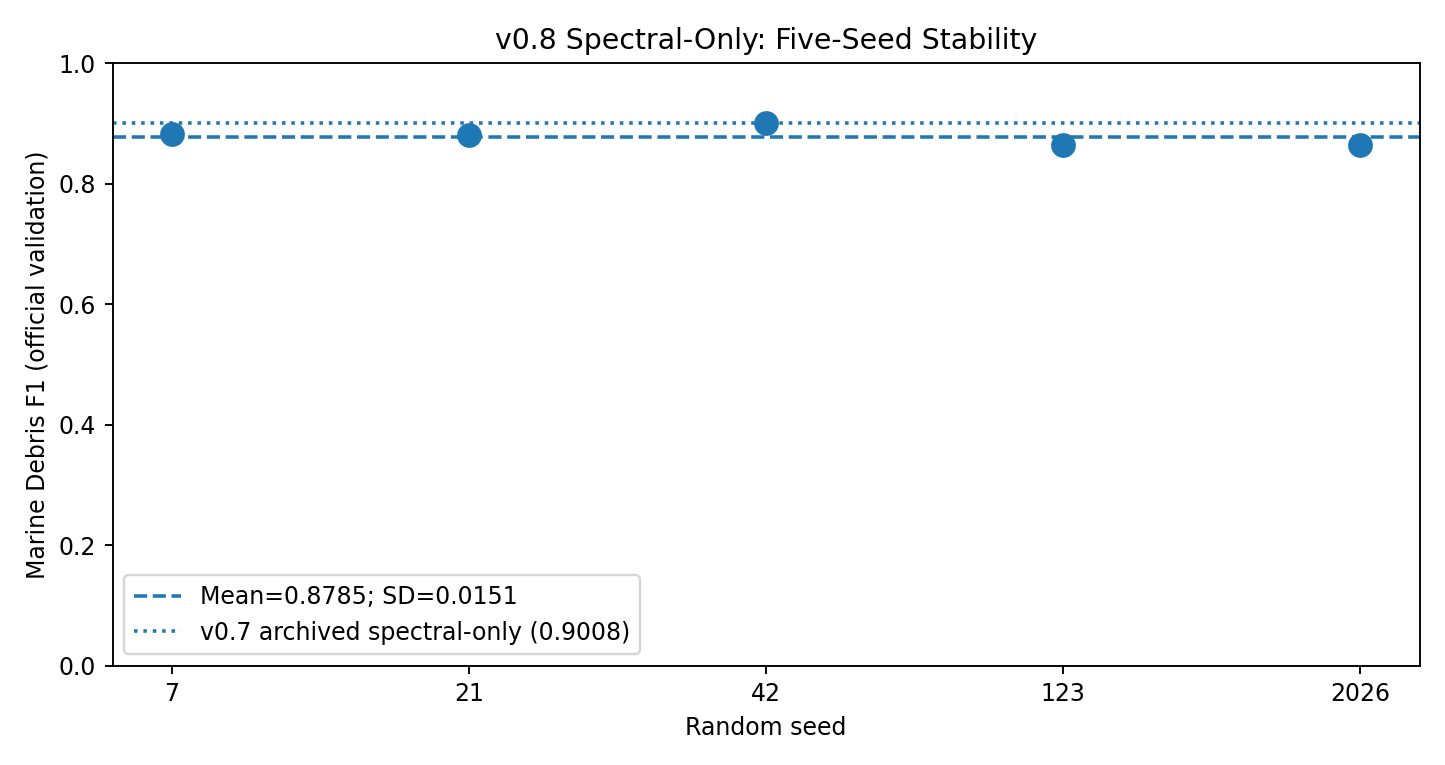 v0.8 Spectral-Only: Five-Seed Stability
Marine Debris F1 (official validation)
1.0
0.8
0.6
0.4
0.2
0.0
Mean=0.8785; SD=0.0151
v0.7 archived spectral-only (0.9008)
7 21 42 123 2026
Random seed